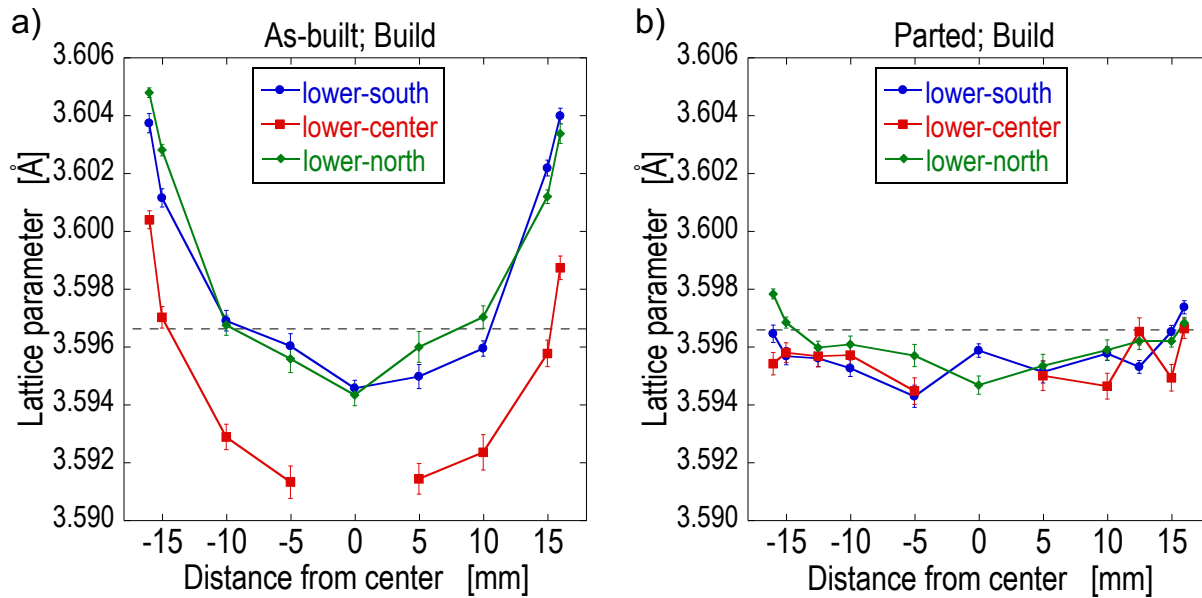 a)
As-built; Build
3.606
3.604
3.602
3.600
3.598
3.596
3.594
3.592
3.590
Lattice parameter [Å]
lower-south
lower-center
lower-north
-15 -10 -5 0 5 10 15
Distance from center [mm]
b)
Parted; Build
3.606
3.604
3.602
3.600
3.598
3.596
3.594
3.592
3.590
Lattice parameter [Å]
lower-south
lower-center
lower-north
-15 -10 -5 0 5 10 15
Distance from center [mm]